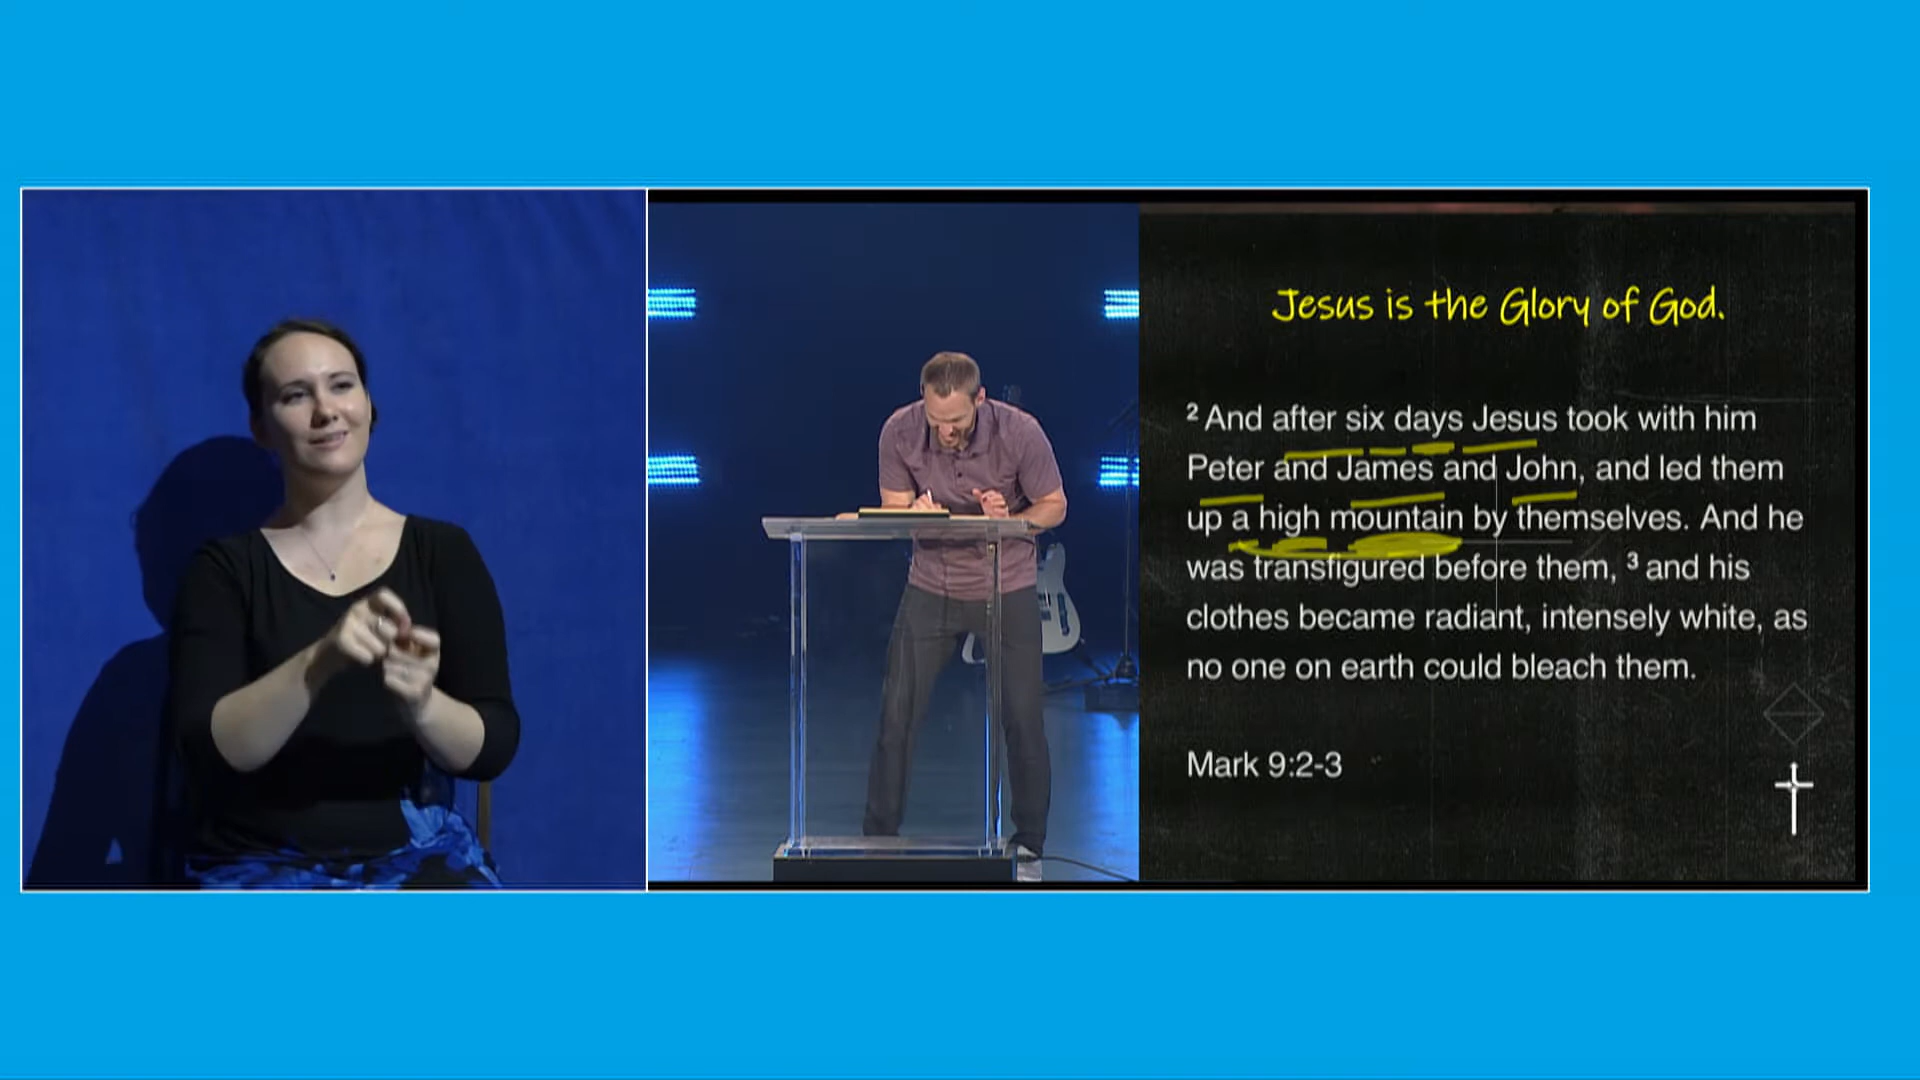 Jesus is the Glory of God.
² And after six days Jesus took with him
Peter and James and John, and led them
up a high mountain by themselves. And he
was transfigured before them, ³ and his
clothes became radiant, intensely white, as
no one on earth could bleach them.
Mark 9:2-3